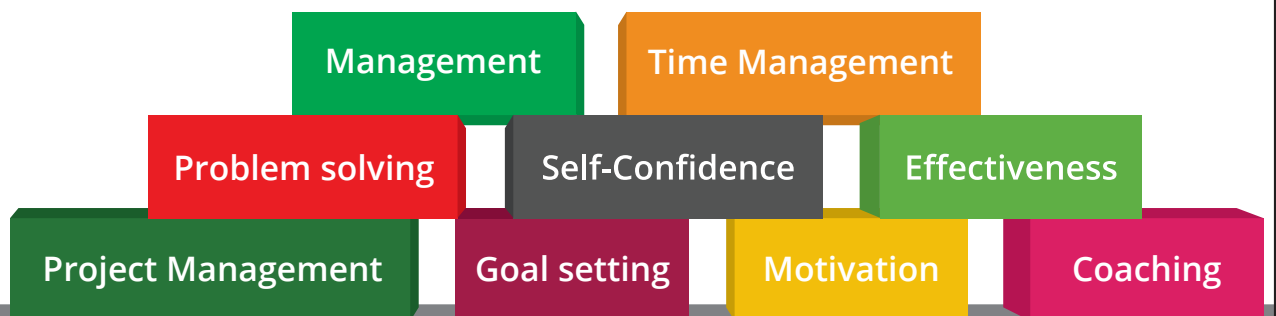 Management
Time Management
Problem solving
Self-Confidence
Effectiveness
Project Management
Goal setting
Motivation
Coaching